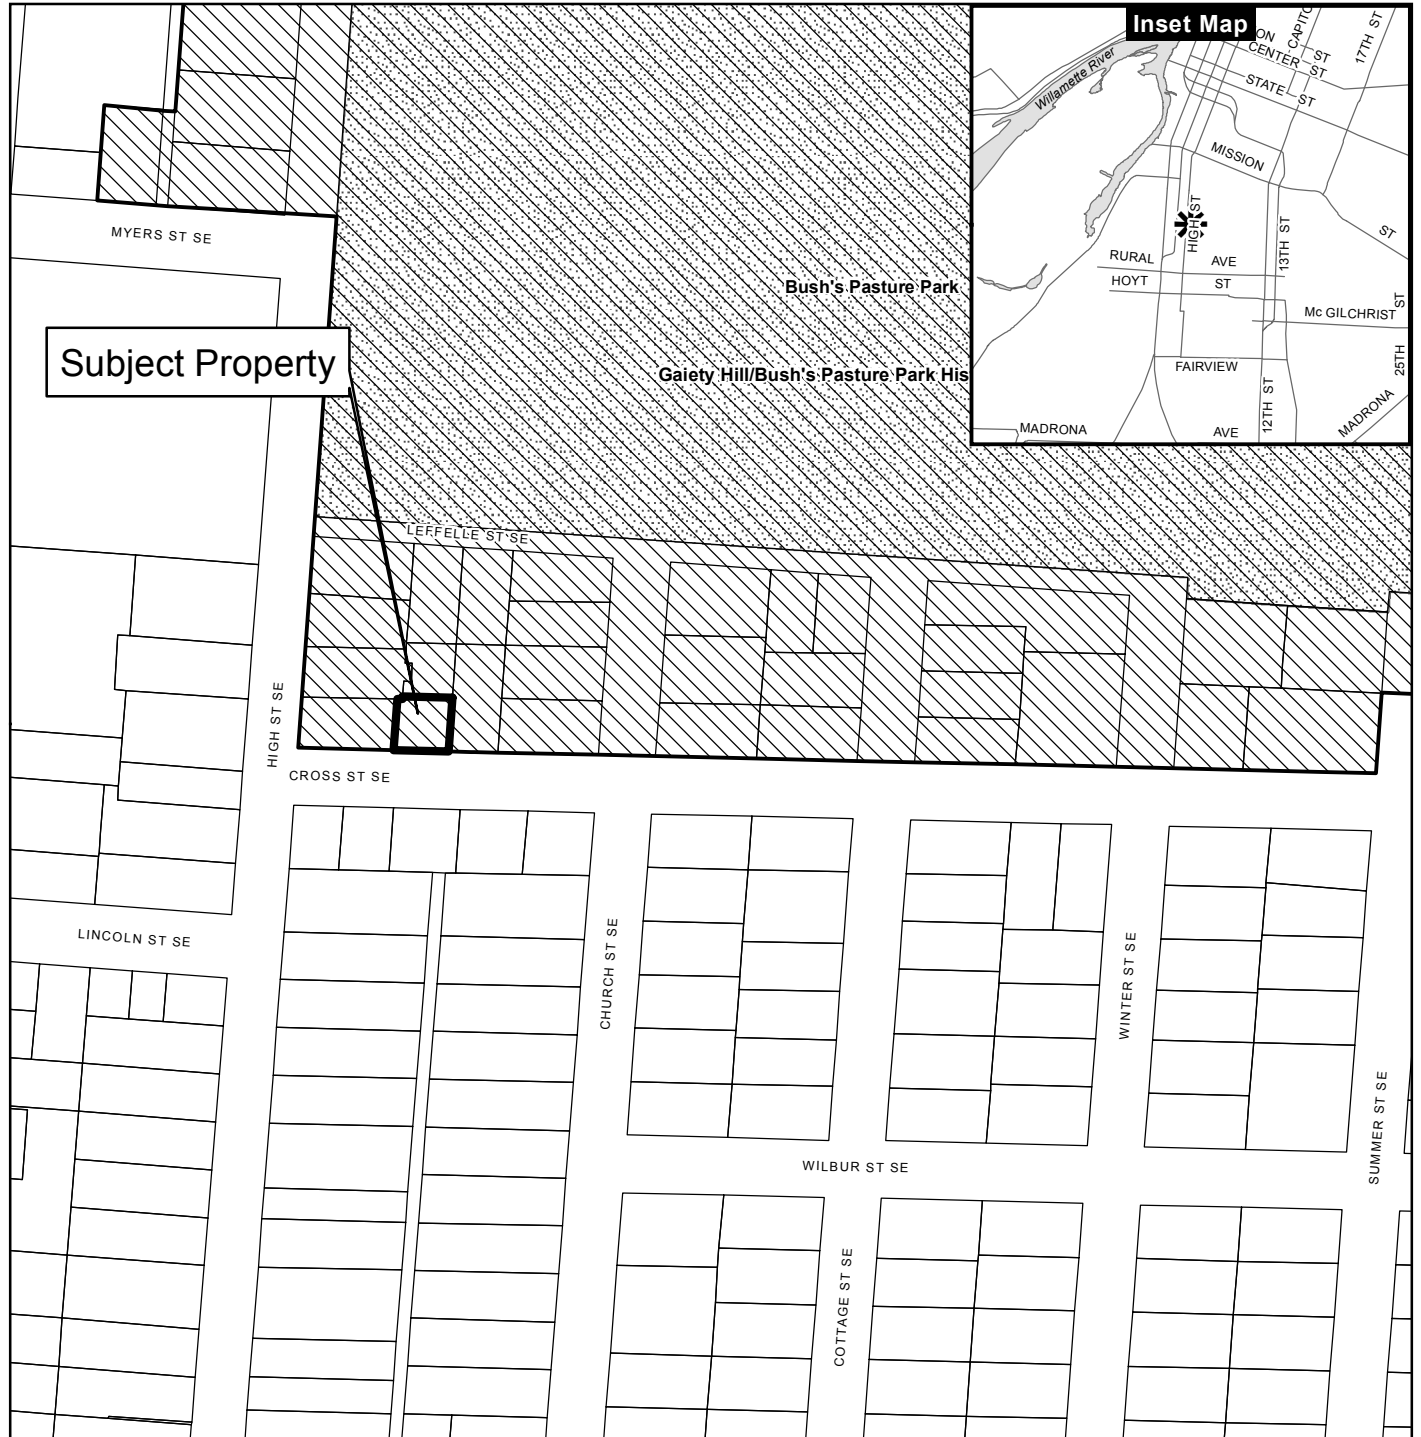 Inset Map
ON
CAPITO
ST
17TH ST
CENTER ST
STATE ST
Willamette River
MISSION
ST
HIGH ST
13TH ST
RURAL AVE
HOYT ST
Mc GILCHRIST ST
25TH
FAIRVIEW
12TH ST
MADRONA AVE
MADRONA
MYERS ST SE
Bush's Pasture Park
Subject Property
Gaiety Hill/Bush's Pasture Park His
LEFFELLE ST SE
HIGH ST SE
CROSS ST SE
LINCOLN ST SE
CHURCH ST SE
WINTER ST SE
SUMMER ST SE
WILBUR ST SE
COTTAGE ST SE